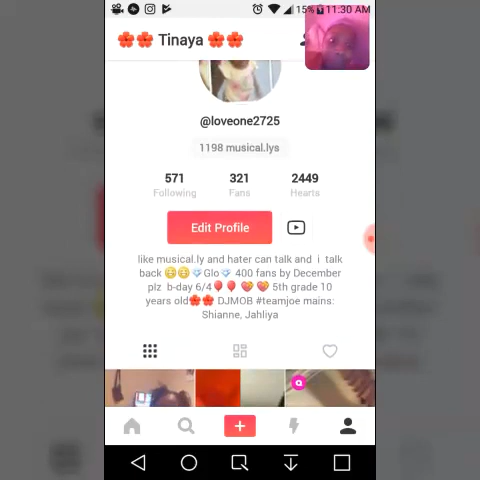 15% 11:30 AM
🌺🌺 Tinaya 🌺🌺
@loveone2725
1198 musical.lys
571 321 2449
Following Fans Hearts
Edit Profile
like musical.ly and hater can talk and i talk
back 😳😳💎Glo💎 400 fans by December
plz b-day 6/4🎈🎈 💝 💝 5th grade 10
years old🌺🌺 DJMOB #teamjoe mains:
Shianne, Jahliya